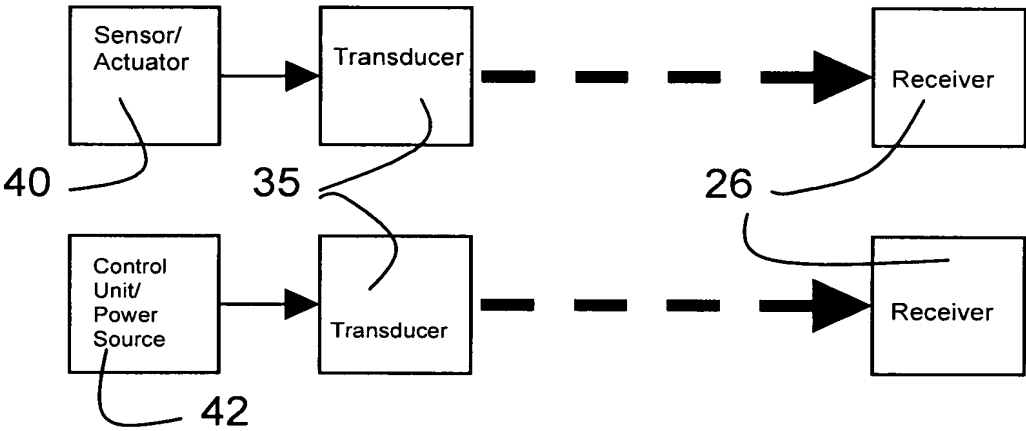 Sensor/
Actuator
Transducer
Receiver
40
35
26
Control
Unit/
Power
Source
Transducer
Receiver
42